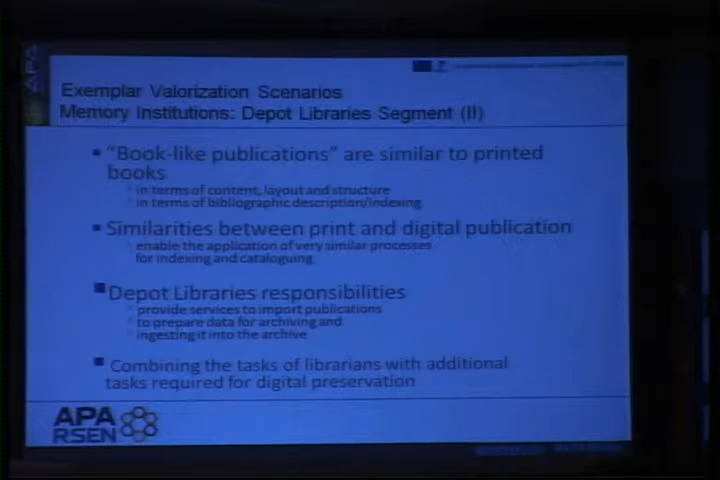 APA
Exemplar Valorization Scenarios
Memory Institutions: Depot Libraries Segment (II)
"Book-like publications" are similar to printed
books
in terms of content, layout and structure
in terms of bibliographic description/indexing
Similarities between print and digital publication
enable the application of very similar processes
for indexing and cataloguing
Depot Libraries responsibilities
provide services to import publications
to prepare data for archiving and
ingesting it into the archive
Combining the tasks of librarians with additional
tasks required for digital preservation
APA
RSEN